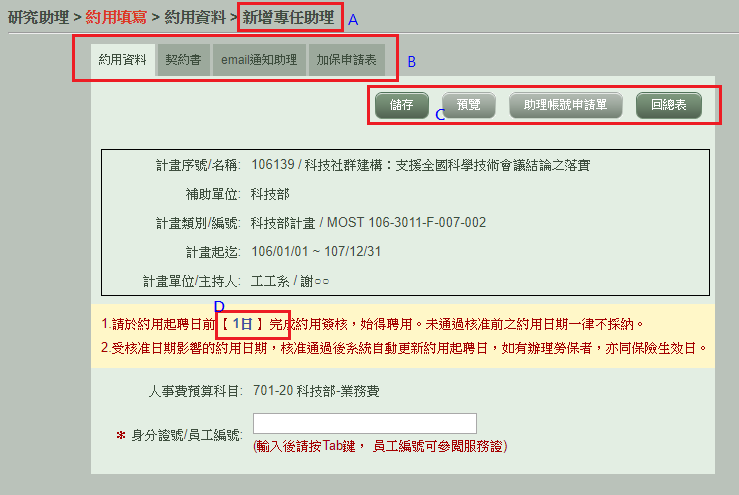 研究助理 > 約用填寫 > 約用資料 > 新增專任助理 A
約用資料 契約書 email通知助理 加保申請表 B
儲存 C 預覽 助理帳號申請單 回總表
計畫序號/名稱: 106139 / 科技社群建構：支援全國科學技術會議結論之落實
補助單位: 科技部
計畫類別/編號: 科技部計畫 / MOST 106-3011-F-007-002
計畫起迄: 106/01/01 ~ 107/12/31
計畫單位/主持人: 工工系 / 謝○○
D
1.請於約用起聘日前【 1日 】完成約用簽核，始得聘用。未通過核准前之約用日期一律不採納。
2.受核准日期影響的約用日期，核准通過後系統自動更新約用起聘日，如有辦理勞保者，亦同保險生效日。
人事費預算科目: 701-20 科技部-業務費
* 身分證號/員工編號:
(輸入後請按Tab鍵， 員工編號可參閱服務證)